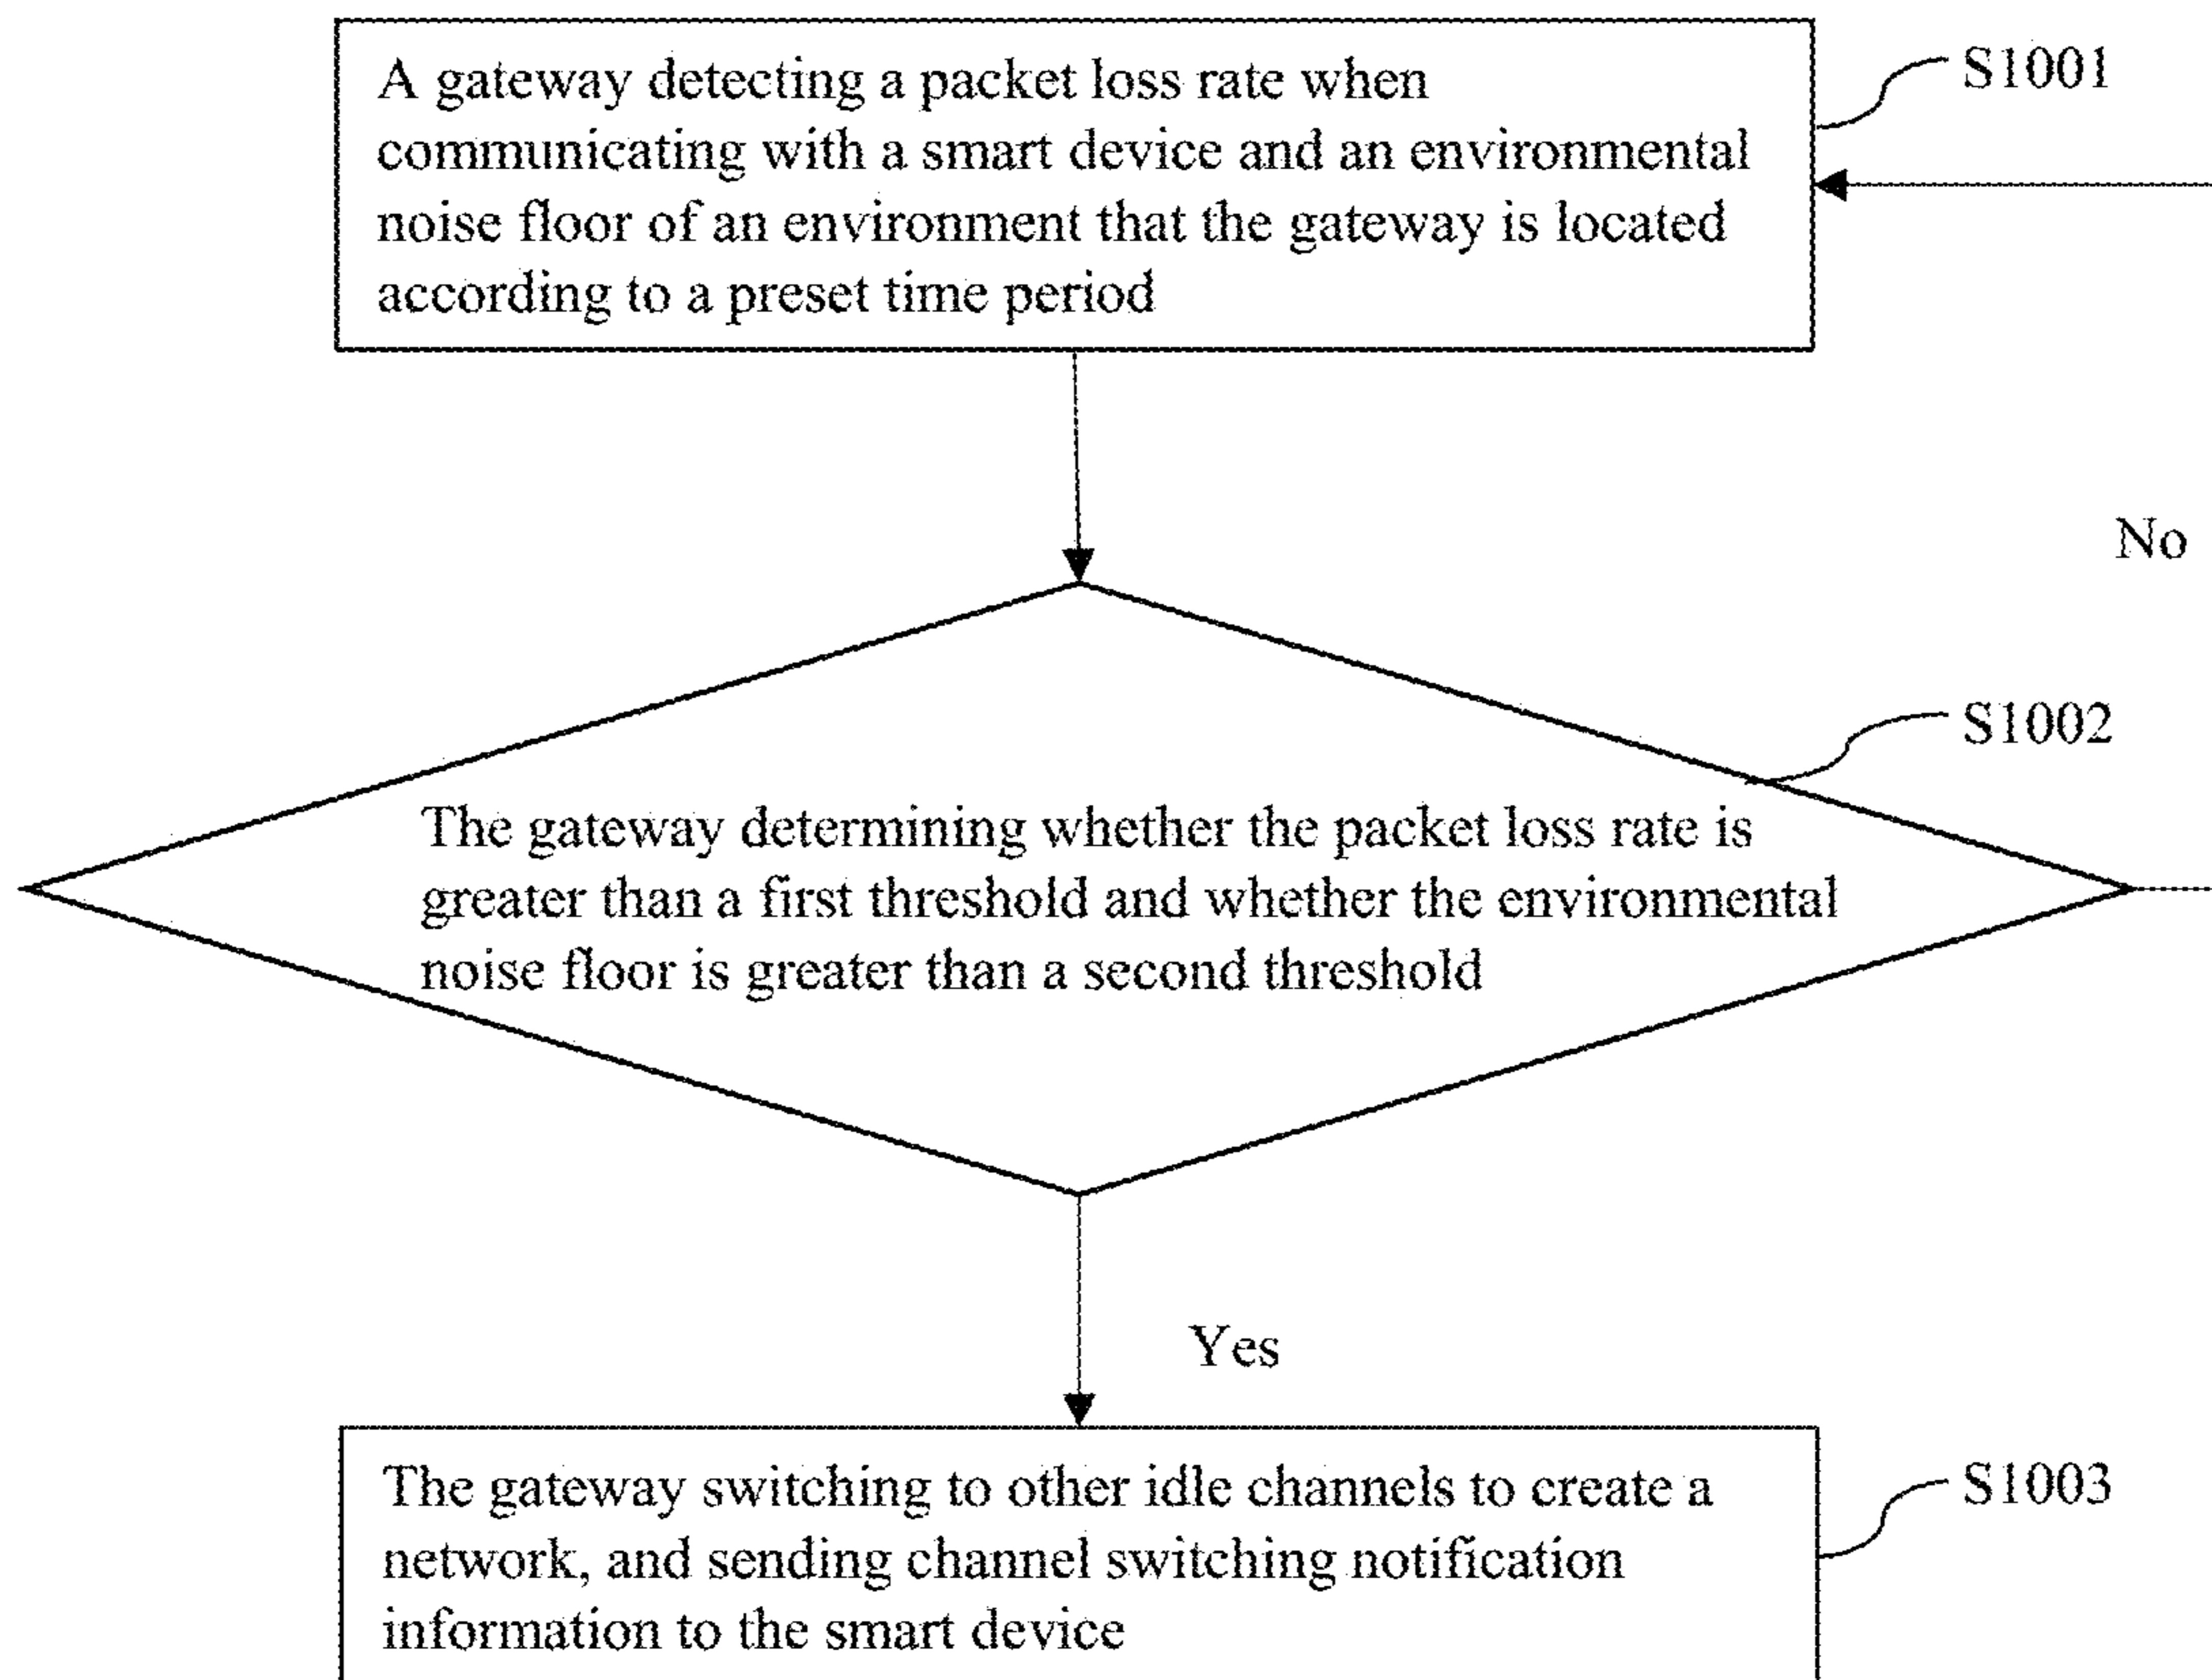 A gateway detecting a packet loss rate when
communicating with a smart device and an environmental
noise floor of an environment that the gateway is located
according to a preset time period
S1001
No
S1002
The gateway determining whether the packet loss rate is
greater than a first threshold and whether the environmental
noise floor is greater than a second threshold
Yes
The gateway switching to other idle channels to create a
network, and sending channel switching notification
information to the smart device
S1003